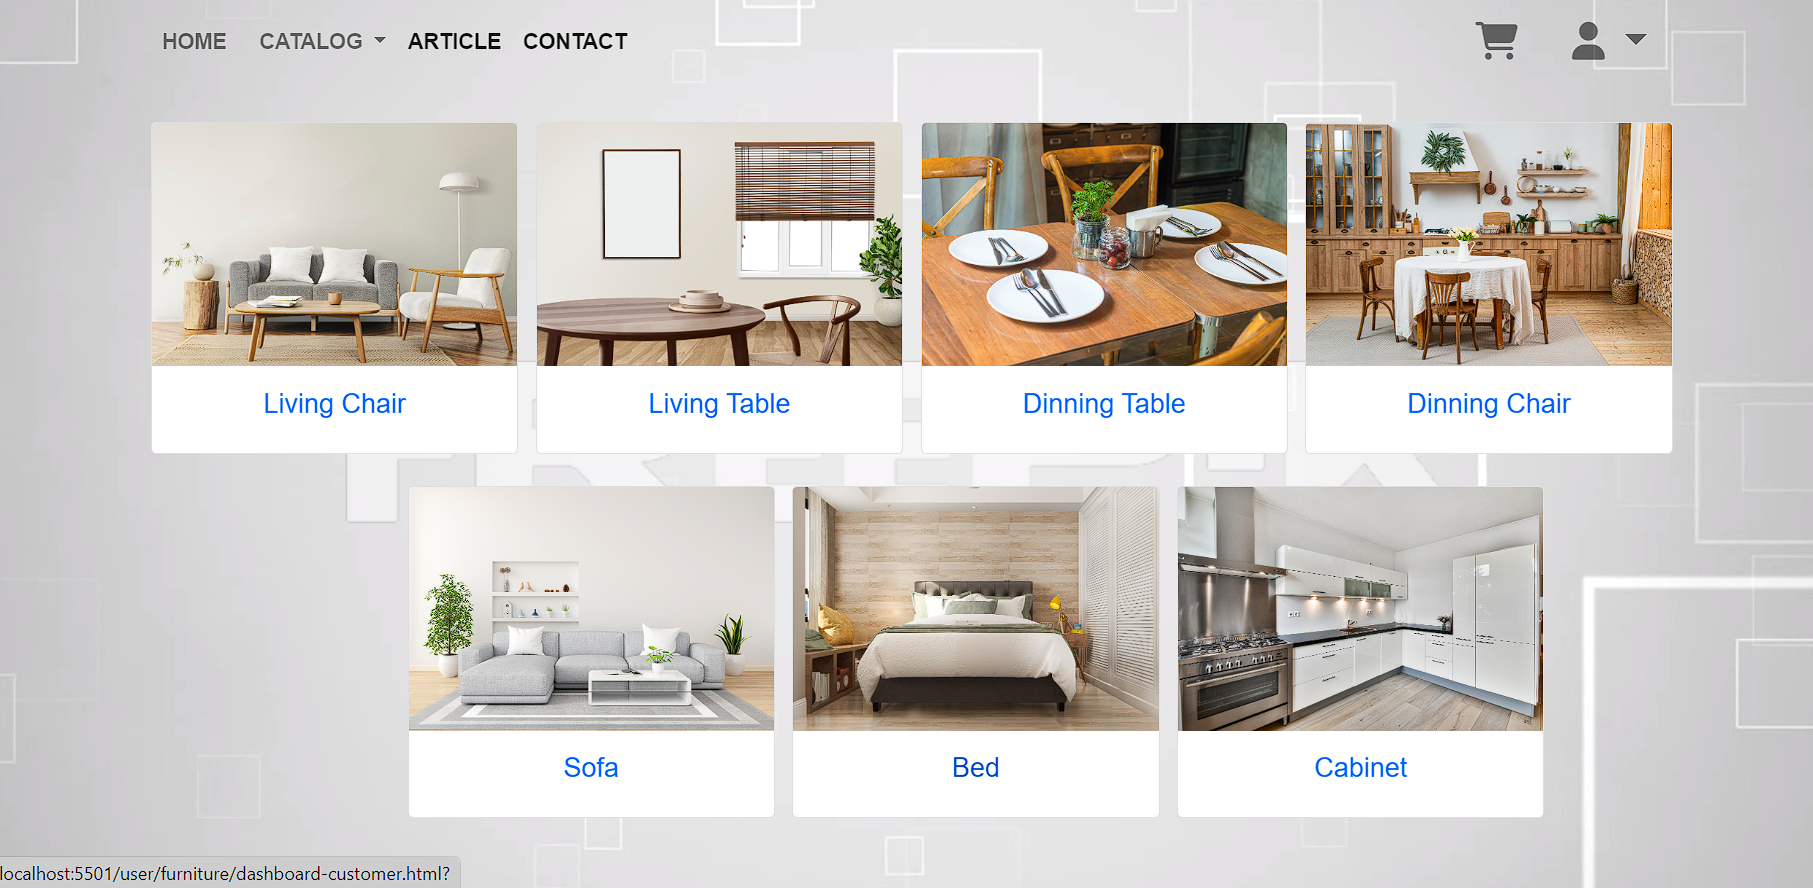 HOME CATALOG ARTICLE CONTACT
Living Chair
Living Table
Dinning Table
Dinning Chair
Sofa
Bed
Cabinet
localhost:5501/user/furniture/dashboard-customer.html?